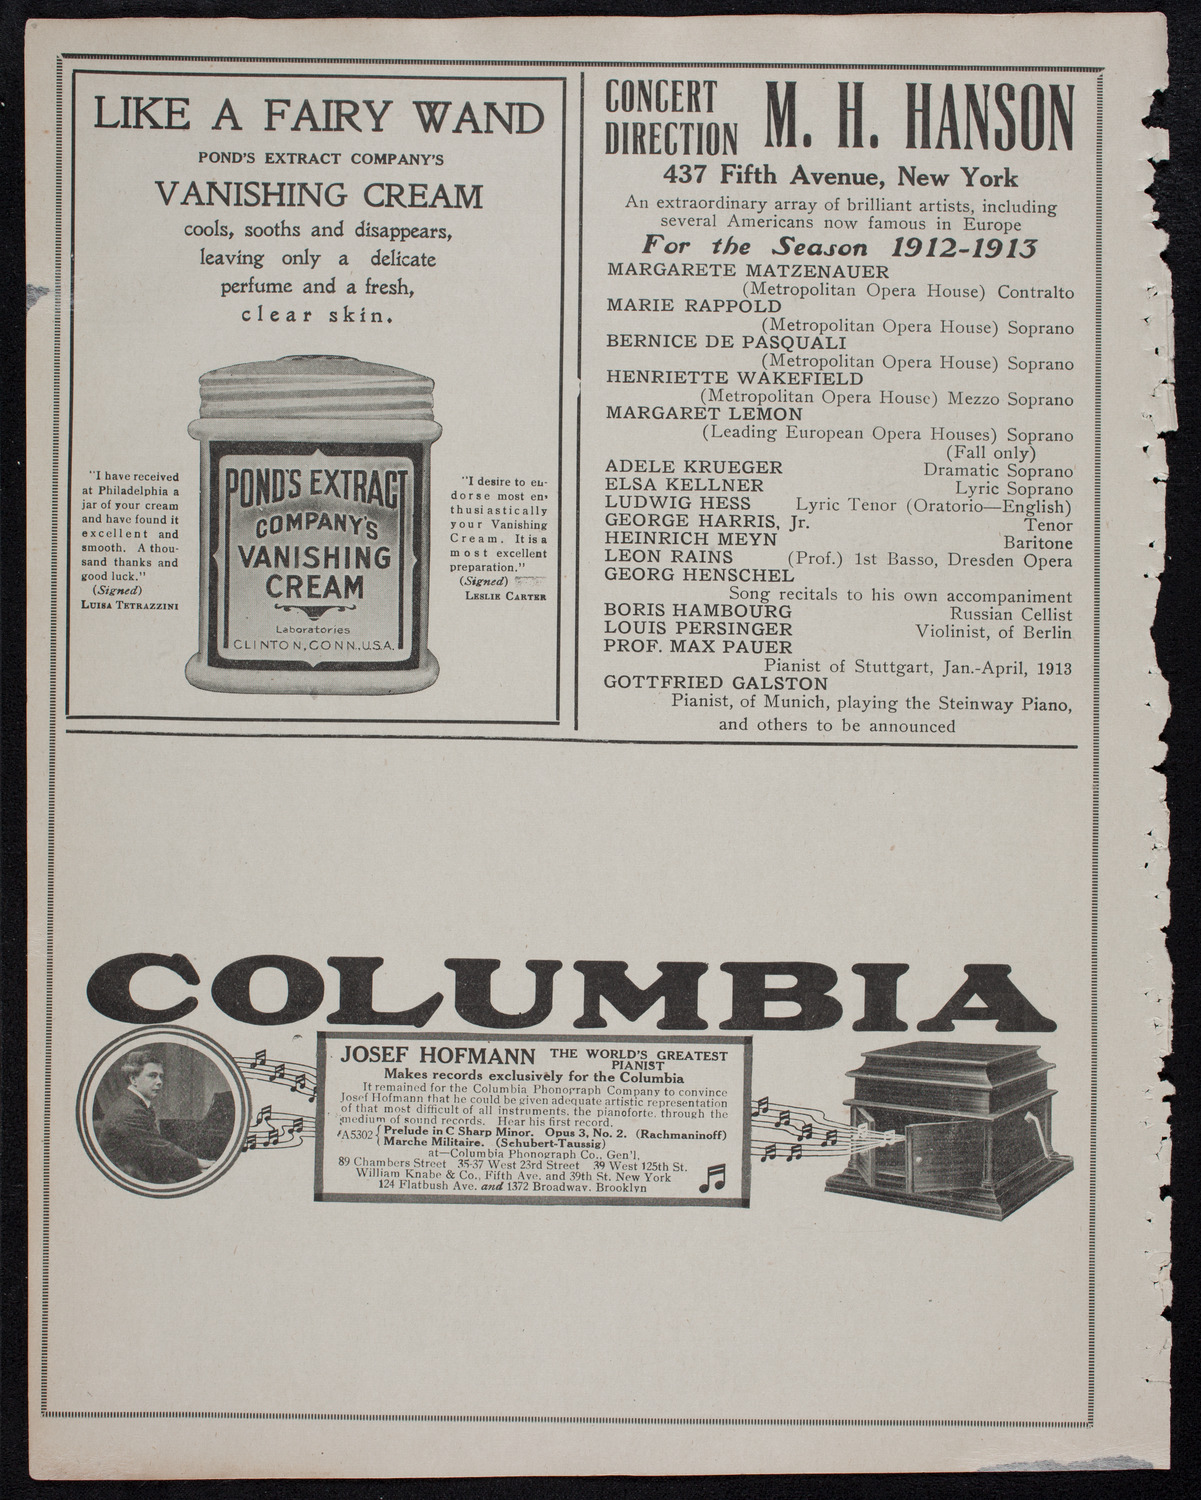 LIKE A FAIRY WAND
POND'S EXTRACT COMPANY'S
VANISHING CREAM
cools, sooths and disappears,
leaving only a delicate
perfume and a fresh,
clear skin.
"I have received
at Philadelphia a
jar of your cream
and have found it
excellent and
smooth. A thou-
sand thanks and
good luck."
(Signed)
LUISA TETRAZZINI
POND'S EXTRACT
COMPANY'S
VANISHING
CREAM
Laboratories
CLINTON, CONN., U.S.A.
"I desire to en-
dorse most en-
thusiastically
your Vanishing
Cream. It is a
most excellent
preparation."
(Signed)
LESLIE CARTER
CONCERT
DIRECTION M. H. HANSON
437 Fifth Avenue, New York
An extraordinary array of brilliant artists, including
several Americans now famous in Europe
For the Season 1912-1913
MARGARETE MATZENAUER
(Metropolitan Opera House) Contralto
MARIE RAPPOLD
(Metropolitan Opera House) Soprano
BERNICE DE PASQUALI
(Metropolitan Opera House) Soprano
HENRIETTE WAKEFIELD
(Metropolitan Opera House) Mezzo Soprano
MARGARET LEMON
(Leading European Opera Houses) Soprano
(Fall only)
ADELE KRUEGER Dramatic Soprano
ELSA KELLNER Lyric Soprano
LUDWIG HESS Lyric Tenor (Oratorio—English)
GEORGE HARRIS, Jr. Tenor
HEINRICH MEYN Baritone
LEON RAINS (Prof.) 1st Basso, Dresden Opera
GEORG HENSCHEL
Song recitals to his own accompaniment
BORIS HAMBOURG Russian Cellist
LOUIS PERSINGER Violinist, of Berlin
PROF. MAX PAUER
Pianist of Stuttgart, Jan.-April, 1913
GOTTFRIED GALSTON
Pianist, of Munich, playing the Steinway Piano,
and others to be announced
COLUMBIA
JOSEF HOFMANN THE WORLD'S GREATEST
PIANIST
Makes records exclusively for the Columbia
It remained for the Columbia Phonograph Company to convince
Josef Hofmann that he could be given adequate artistic representation
of that most difficult of all instruments, the pianoforte, through the
medium of sound records. Hear his first record.
A5302 { Prelude in C Sharp Minor. Opus 3, No. 2. (Rachmaninoff)
Marche Militaire. (Schubert-Taussig)
at—Columbia Phonograph Co., Gen'l,
89 Chambers Street 35-37 West 23rd Street 39 West 125th St.
William Knabe & Co., Fifth Ave. and 39th St. New York
124 Flatbush Ave. and 1372 Broadway, Brooklyn